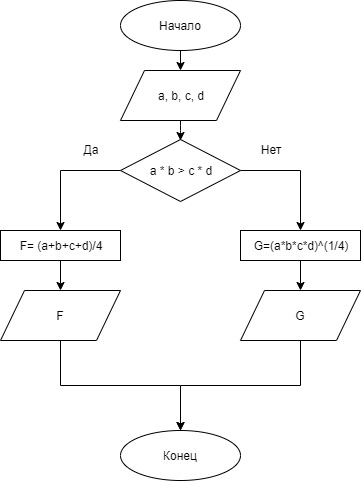 Начало
a, b, c, d
Да
Нет
a * b > c * d
F= (a+b+c+d)/4
G=(a*b*c*d)^(1/4)
F
G
Конец